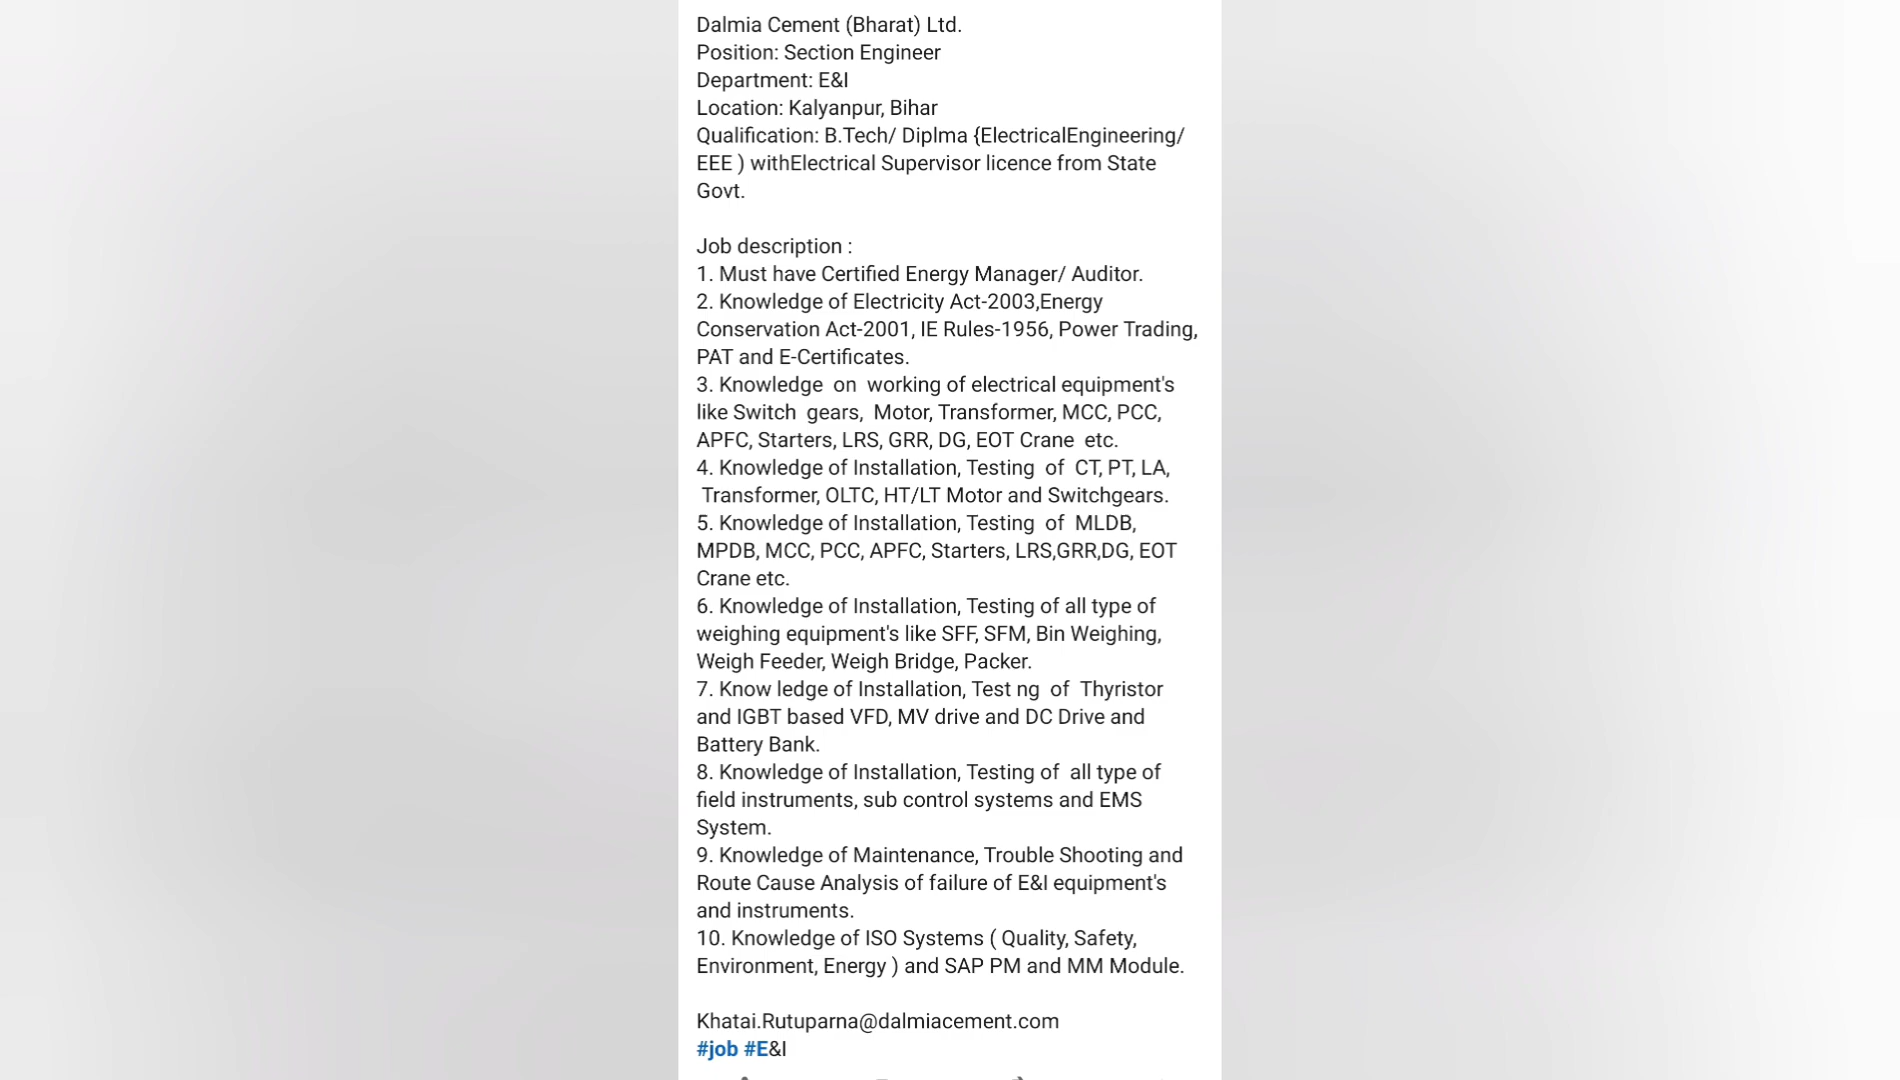 Dalmia Cement (Bharat) Ltd.
Position: Section Engineer
Department: E&I
Location: Kalyanpur, Bihar
Qualification: B.Tech/ Diplma {ElectricalEngineering/
EEE ) withElectrical Supervisor licence from State
Govt.
Job description :
1. Must have Certified Energy Manager/ Auditor.
2. Knowledge of Electricity Act-2003,Energy
Conservation Act-2001, IE Rules-1956, Power Trading,
PAT and E-Certificates.
3. Knowledge  on  working of electrical equipment's
like Switch  gears,  Motor, Transformer, MCC, PCC,
APFC, Starters, LRS, GRR, DG, EOT Crane  etc.
4. Knowledge of Installation, Testing  of  CT, PT, LA,
Transformer, OLTC, HT/LT Motor and Switchgears.
5. Knowledge of Installation, Testing  of  MLDB,
MPDB, MCC, PCC, APFC, Starters, LRS,GRR,DG, EOT
Crane etc.
6. Knowledge of Installation, Testing of all type of
weighing equipment's like SFF, SFM, Bin Weighing,
Weigh Feeder, Weigh Bridge, Packer.
7. Know ledge of Installation, Test ng  of  Thyristor
and IGBT based VFD, MV drive and DC Drive and
Battery Bank.
8. Knowledge of Installation, Testing of  all type of
field instruments, sub control systems and EMS
System.
9. Knowledge of Maintenance, Trouble Shooting and
Route Cause Analysis of failure of E&I equipment's
and instruments.
10. Knowledge of ISO Systems ( Quality, Safety,
Environment, Energy ) and SAP PM and MM Module.
Khatai.Rutuparna@dalmiacement.com
#job #E&I